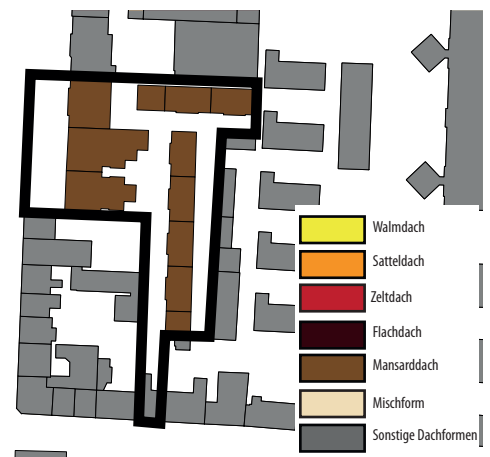 Walmdach
Satteldach
Zeltdach
Flachdach
Mansarddach
Mischform
Sonstige Dachformen